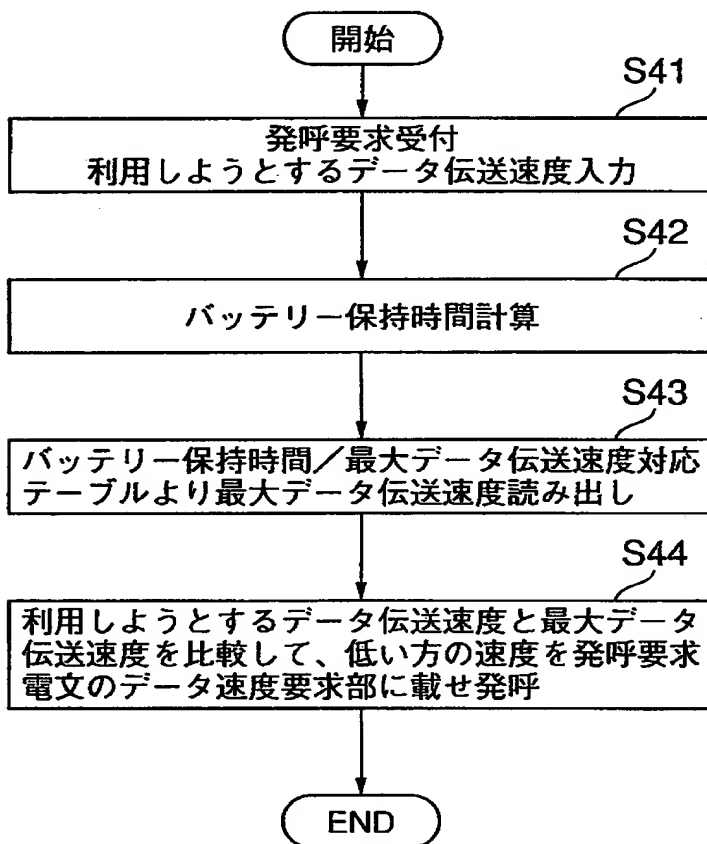 開始
S41
発呼要求受付
利用しようとするデータ伝送速度入力
S42
バッテリー保持時間計算
S43
バッテリー保持時間／最大データ伝送速度対応
テーブルより最大データ伝送速度読み出し
S44
利用しようとするデータ伝送速度と最大データ
伝送速度を比較して、低い方の速度を発呼要求
電文のデータ速度要求部に載せ発呼
END